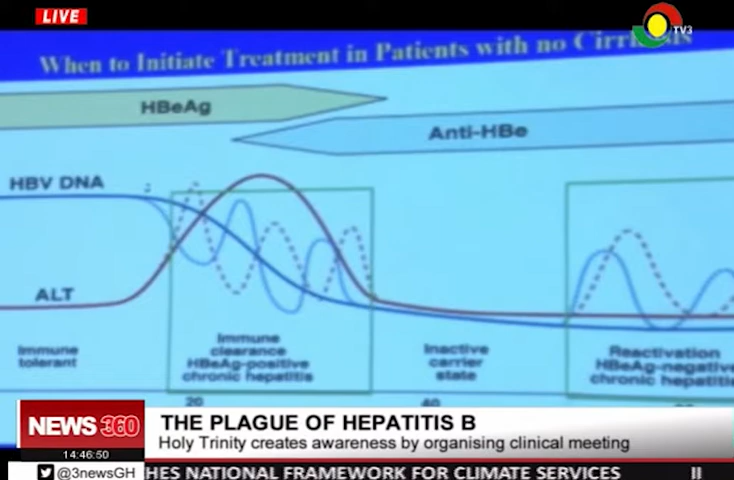 LIVE
TV3
When to Initiate Treatment in Patients with no Cirrhosis
HBeAg
Anti-HBe
HBV DNA
ALT
Immune
tolerant
Immune
clearance
HBeAg-positive
chronic hepatitis
Inactive
carrier
state
Reactivation
HBeAg-negative
chronic hepatitis
20
40
NEWS 360
THE PLAGUE OF HEPATITIS B
Holy Trinity creates awareness by organising clinical meeting
14:46:50
@3newsGH
HES NATIONAL FRAMEWORK FOR CLIMATE SERVICES